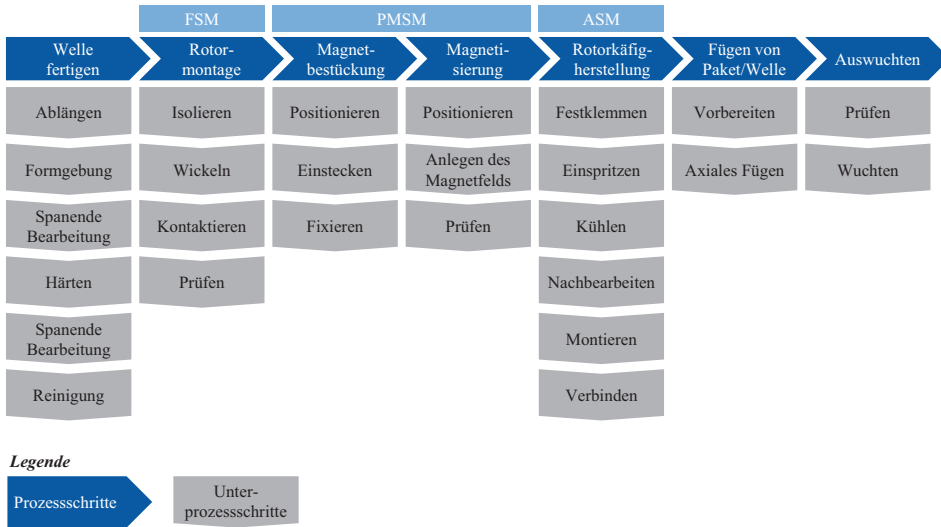 FSM
PMSM
ASM
Welle
fertigen
Rotor-
montage
Magnet-
bestückung
Magneti-
sierung
Rotorkäfig-
herstellung
Fügen von
Paket/Welle
Auswuchten
Ablängen
Isolieren
Positionieren
Positionieren
Festklemmen
Vorbereiten
Prüfen
Formgebung
Wickeln
Einstecken
Anlegen des
Magnetfelds
Einspritzen
Axiales Fügen
Wuchten
Spanende
Bearbeitung
Kontaktieren
Fixieren
Prüfen
Kühlen
Härten
Prüfen
Nachbearbeiten
Spanende
Bearbeitung
Montieren
Reinigung
Verbinden
Legende
Prozessschritte
Unter-
prozessschritte